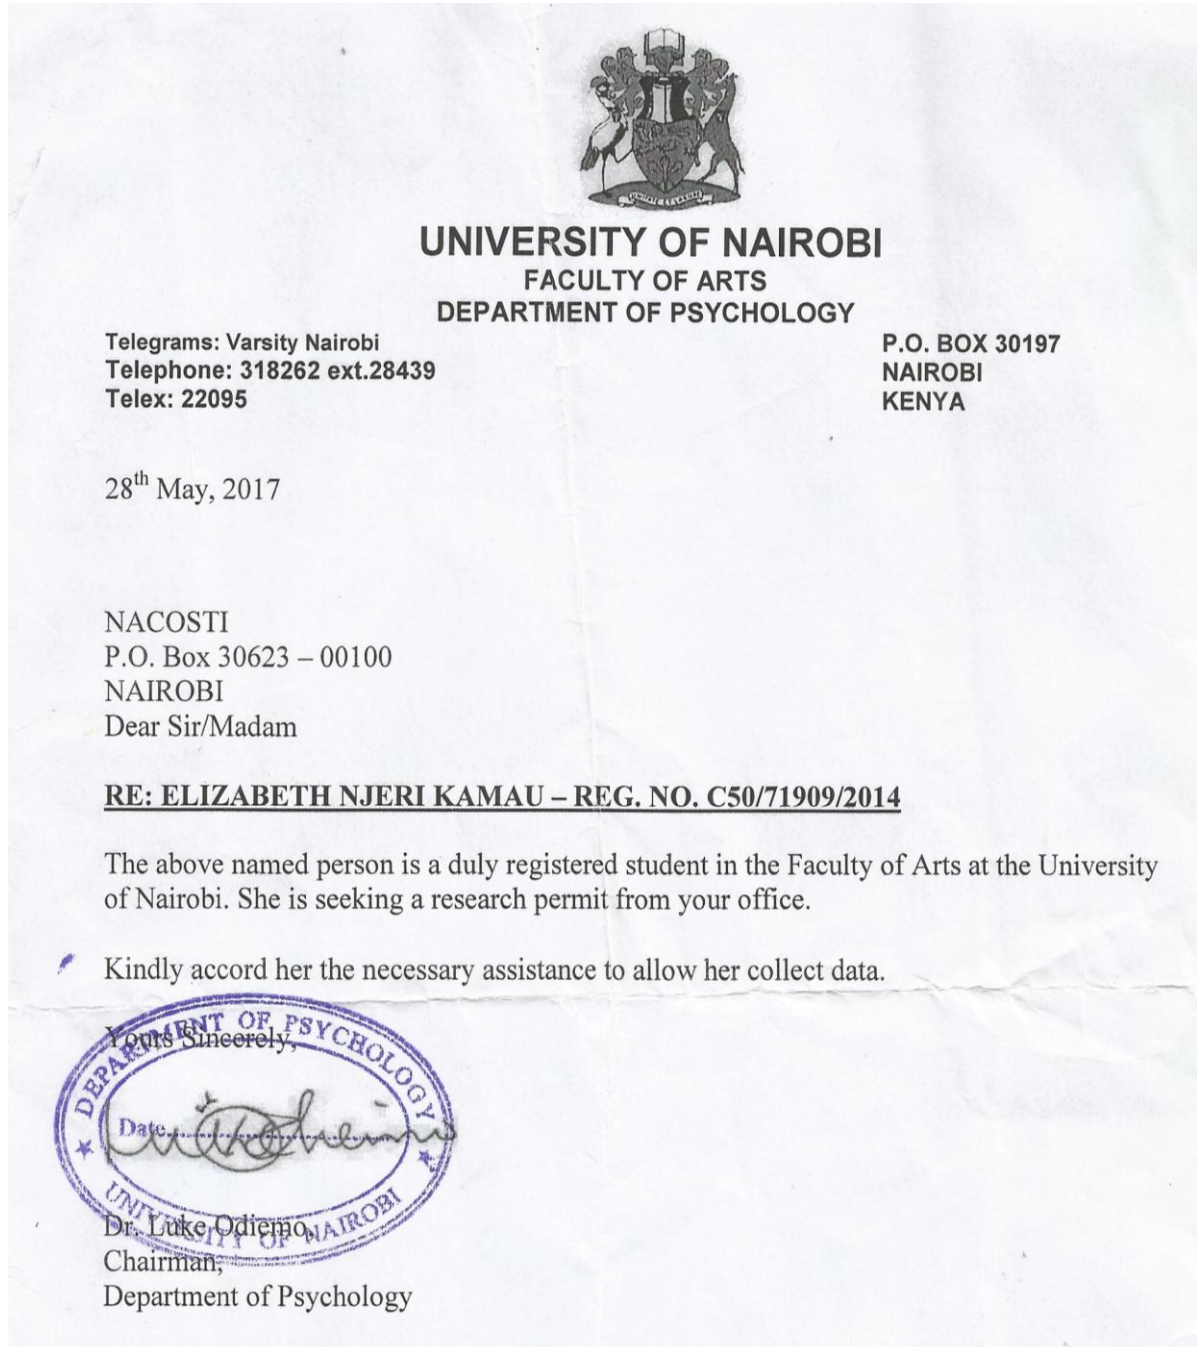 UNIVERSITY OF NAIROBI
FACULTY OF ARTS
DEPARTMENT OF PSYCHOLOGY
Telegrams: Varsity Nairobi
Telephone: 318262 ext.28439
Telex: 22095
P.O. BOX 30197
NAIROBI
KENYA
28th May, 2017
NACOSTI
P.O. Box 30623 – 00100
NAIROBI
Dear Sir/Madam
RE: ELIZABETH NJERI KAMAU – REG. NO. C50/71909/2014
The above named person is a duly registered student in the Faculty of Arts at the University
of Nairobi. She is seeking a research permit from your office.
Kindly accord her the necessary assistance to allow her collect data.
Yours Sincerely,
DEPARTMENT OF PSYCHOLOGY
Date
UNIVERSITY OF NAIROBI
Dr. Luke Odiemo,
Chairman,
Department of Psychology